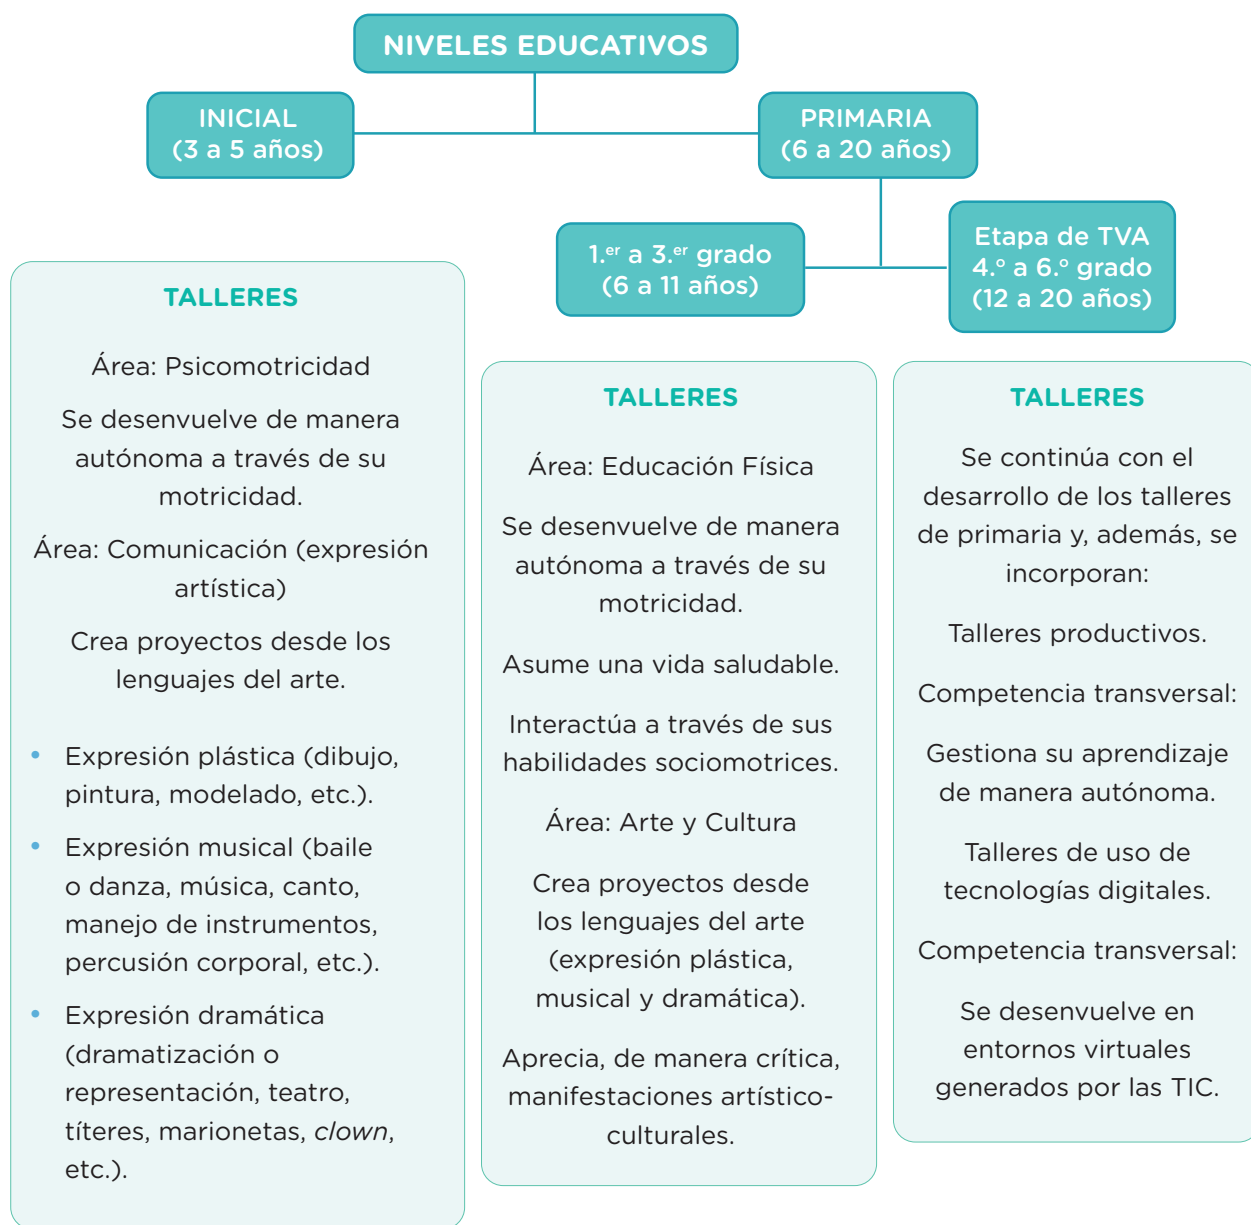 NIVELES EDUCATIVOS
INICIAL
(3 a 5 años)
PRIMARIA
(6 a 20 años)
1.er a 3.er grado
(6 a 11 años)
Etapa de TVA
4.° a 6.° grado
(12 a 20 años)
TALLERES
Área: Psicomotricidad
Se desenvuelve de manera
autónoma a través de su
motricidad.
Área: Comunicación (expresión
artística)
Crea proyectos desde los
lenguajes del arte.
• Expresión plástica (dibujo,
pintura, modelado, etc.).
• Expresión musical (baile
o danza, música, canto,
manejo de instrumentos,
percusión corporal, etc.).
• Expresión dramática
(dramatización o
representación, teatro,
títeres, marionetas, clown,
etc.).
TALLERES
Área: Educación Física
Se desenvuelve de manera
autónoma a través de su
motricidad.
Asume una vida saludable.
Interactúa a través de sus
habilidades sociomotrices.
Área: Arte y Cultura
Crea proyectos desde
los lenguajes del arte
(expresión plástica,
musical y dramática).
Aprecia, de manera crítica,
manifestaciones artístico-
culturales.
TALLERES
Se continúa con el
desarrollo de los talleres
de primaria y, además, se
incorporan:
Talleres productivos.
Competencia transversal:
Gestiona su aprendizaje
de manera autónoma.
Talleres de uso de
tecnologías digitales.
Competencia transversal:
Se desenvuelve en
entornos virtuales
generados por las TIC.